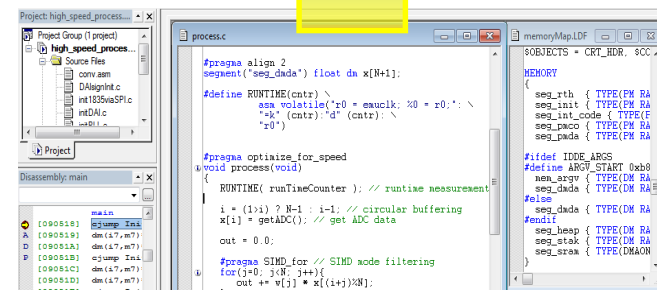 Project: high_speed_process....
Project Group (1 project)
high_speed_proces...
Source Files
conv.asm
DAIsignInit.c
init1835viaSPI.c
initDAI.c
Project
Disassembly: main
main
[090518] cjump Ini
A [090519] dm(i7,m7)
D [09051A] dm(i7,m7)
P [09051B] cjump Ini
[09051C] dm(i7,m7)
[09051D] dm(i7,m7)
process.c
#pragma align 2
segment("seg_dmda") float dm x[N+1];
#define RUNTIME(cntr) \
asm volatile("r0 = emuclk; %0 = r0;": \
"=k" (cntr):"d" (cntr): \
"r0")
#pragma optimize_for_speed
void process(void)
{
RUNTIME( runTimeCounter ); // runtime measurement
i = (1>i) ? N-1 : i-1; // circular buffering
x[i] = getADC(); // get ADC data
out = 0.0;
#pragma SIMD_for // SIMD mode filtering
for(j=0; j<N; j++){
out += v[j] * x[(i+j)%N];
memoryMap.LDF
$OBJECTS = CRT_HDR, $CC
MEMORY
{
seg_rth { TYPE(PM RA
seg_init { TYPE(PM RA
seg_int_code { TYPE(P
seg_pmco { TYPE(PM RA
seg_pmda { TYPE(PM RA
#ifdef IDDE_ARGS
#define ARGV_START 0xb8
mem_argv { TYPE(DM RA
seg_dmda { TYPE(DM RA
#else
seg_dmda { TYPE(DM RA
#endif
seg_heap { TYPE(DM RA
seg_stak { TYPE(DM RA
seg_sram { TYPE(DMAON
}